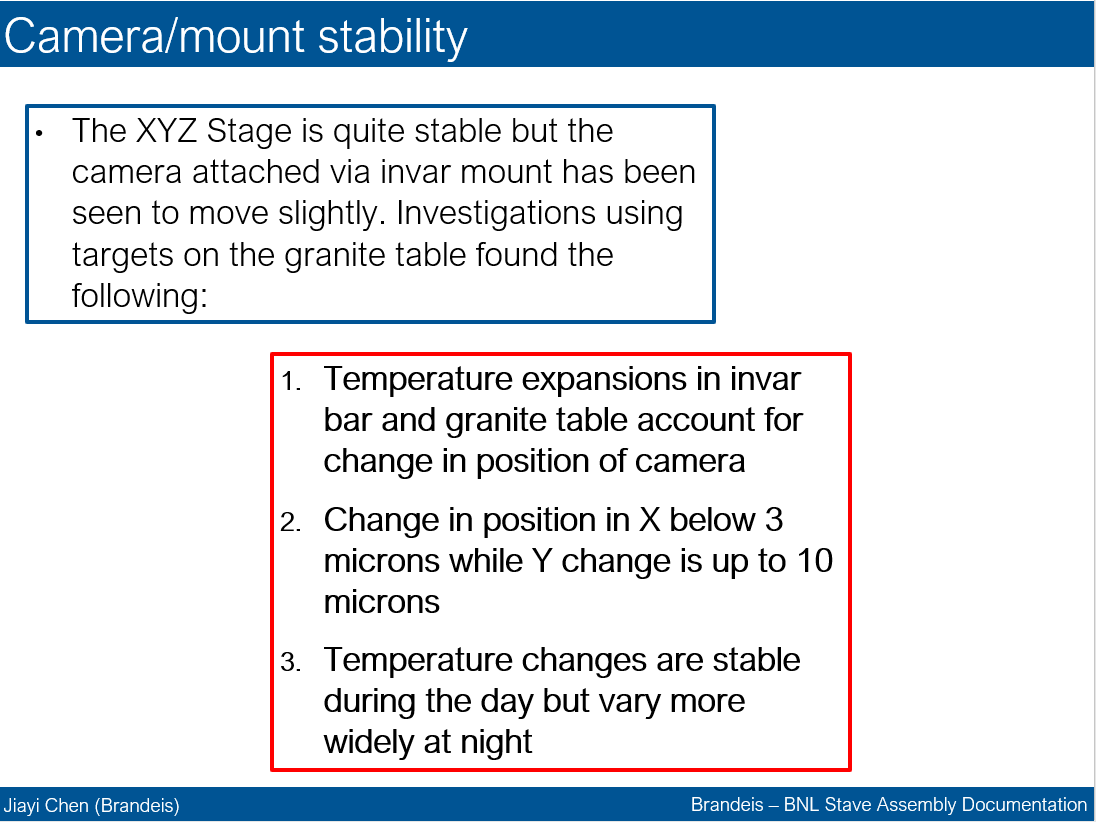 Camera/mount stability
• The XYZ Stage is quite stable but the
camera attached via invar mount has been
seen to move slightly. Investigations using
targets on the granite table found the
following:
1. Temperature expansions in invar
bar and granite table account for
change in position of camera
2. Change in position in X below 3
microns while Y change is up to 10
microns
3. Temperature changes are stable
during the day but vary more
widely at night
Jiayi Chen (Brandeis)
Brandeis – BNL Stave Assembly Documentation